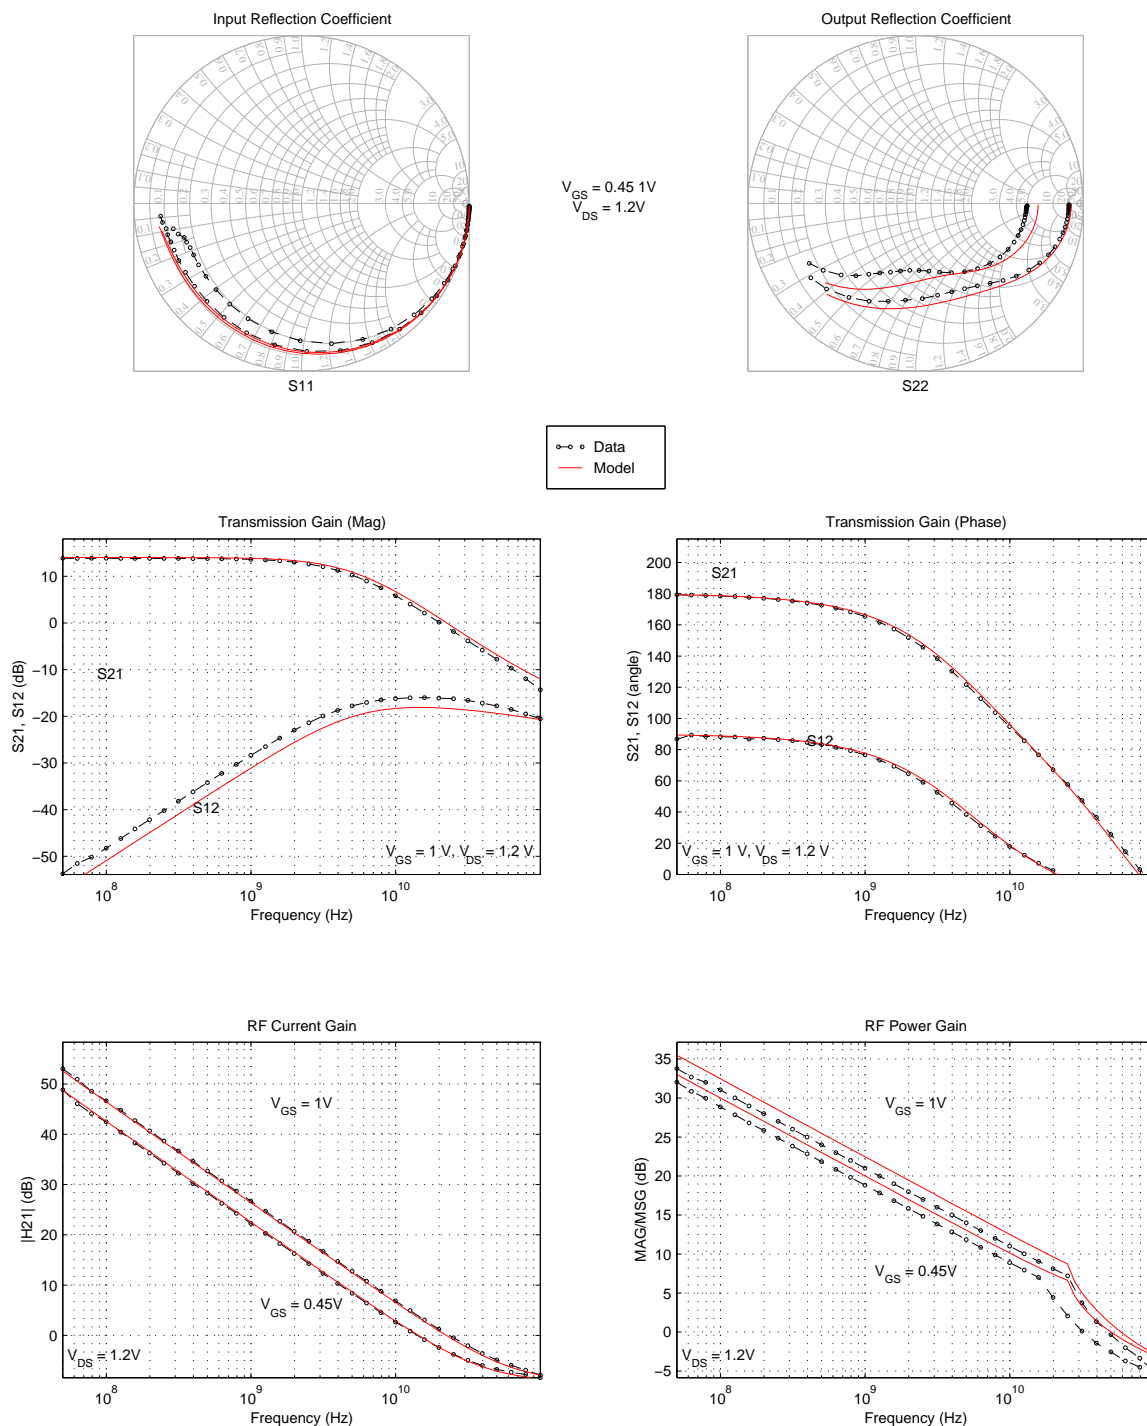 Input Reflection Coefficient
Output Reflection Coefficient
V_GS = 0.45 1V
V_DS = 1.2V
S11
S22
Data
Model
Transmission Gain (Mag)
10
0
−10
−20
−30
−40
−50
S21, S12 (dB)
S21
S12
V_GS = 1 V, V_DS = 1.2 V
10^8
10^9
10^10
Frequency (Hz)
Transmission Gain (Phase)
200
180
160
140
120
100
80
60
40
20
0
S21, S12 (angle)
S21
S12
V_GS = 1 V, V_DS = 1.2 V
10^8
10^9
10^10
Frequency (Hz)
RF Current Gain
50
40
30
20
10
0
|H21| (dB)
V_GS = 1V
V_GS = 0.45V
V_DS = 1.2V
10^8
10^9
10^10
Frequency (Hz)
RF Power Gain
35
30
25
20
15
10
5
0
−5
MAG/MSG (dB)
V_GS = 1V
V_GS = 0.45V
V_DS = 1.2V
10^8
10^9
10^10
Frequency (Hz)